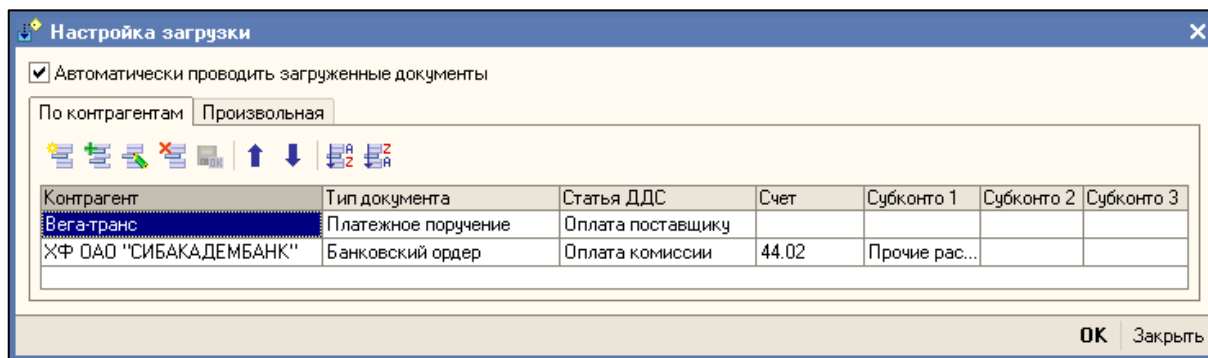 Настройка загрузки
Автоматически проводить загруженные документы
По контрагентам Произвольная
Контрагент Тип документа Статья ДДС Счет Субконто 1 Субконто 2 Субконто 3
Вега-транс Платежное поручение Оплата поставщику
ХФ ОАО "СИБАКАДЕМБАНК" Банковский ордер Оплата комиссии 44.02 Прочие рас...
OK Закрыть